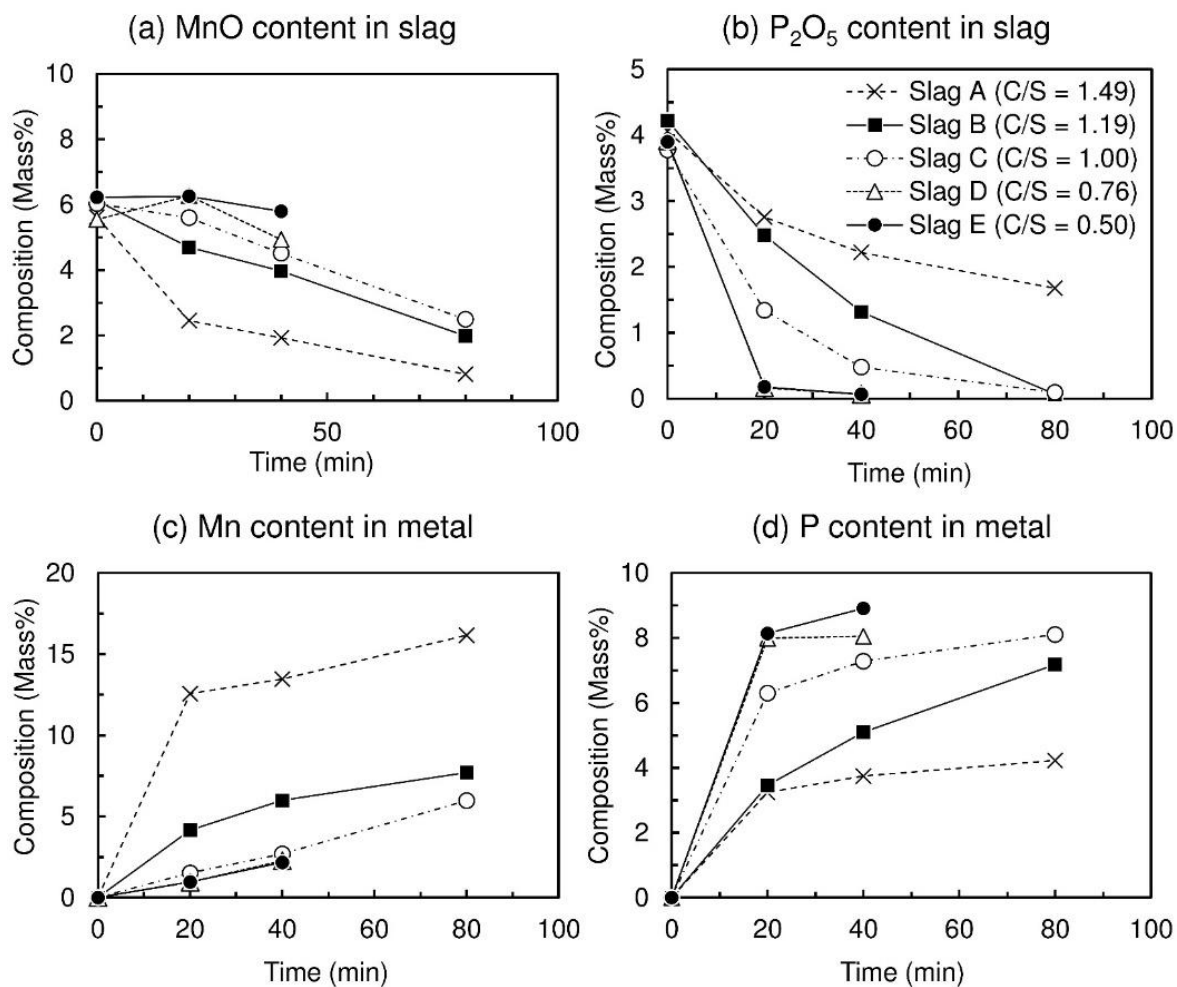 (a) MnO content in slag
Composition (Mass%)
10
8
6
4
2
0
0
50
100
Time (min)
(b) P₂O₅ content in slag
Composition (Mass%)
5
4
3
2
1
0
Slag A (C/S = 1.49)
Slag B (C/S = 1.19)
Slag C (C/S = 1.00)
Slag D (C/S = 0.76)
Slag E (C/S = 0.50)
0
20
40
60
80
100
Time (min)
(c) Mn content in metal
Composition (Mass%)
20
15
10
5
0
0
20
40
60
80
100
Time (min)
(d) P content in metal
Composition (Mass%)
10
8
6
4
2
0
0
20
40
60
80
100
Time (min)